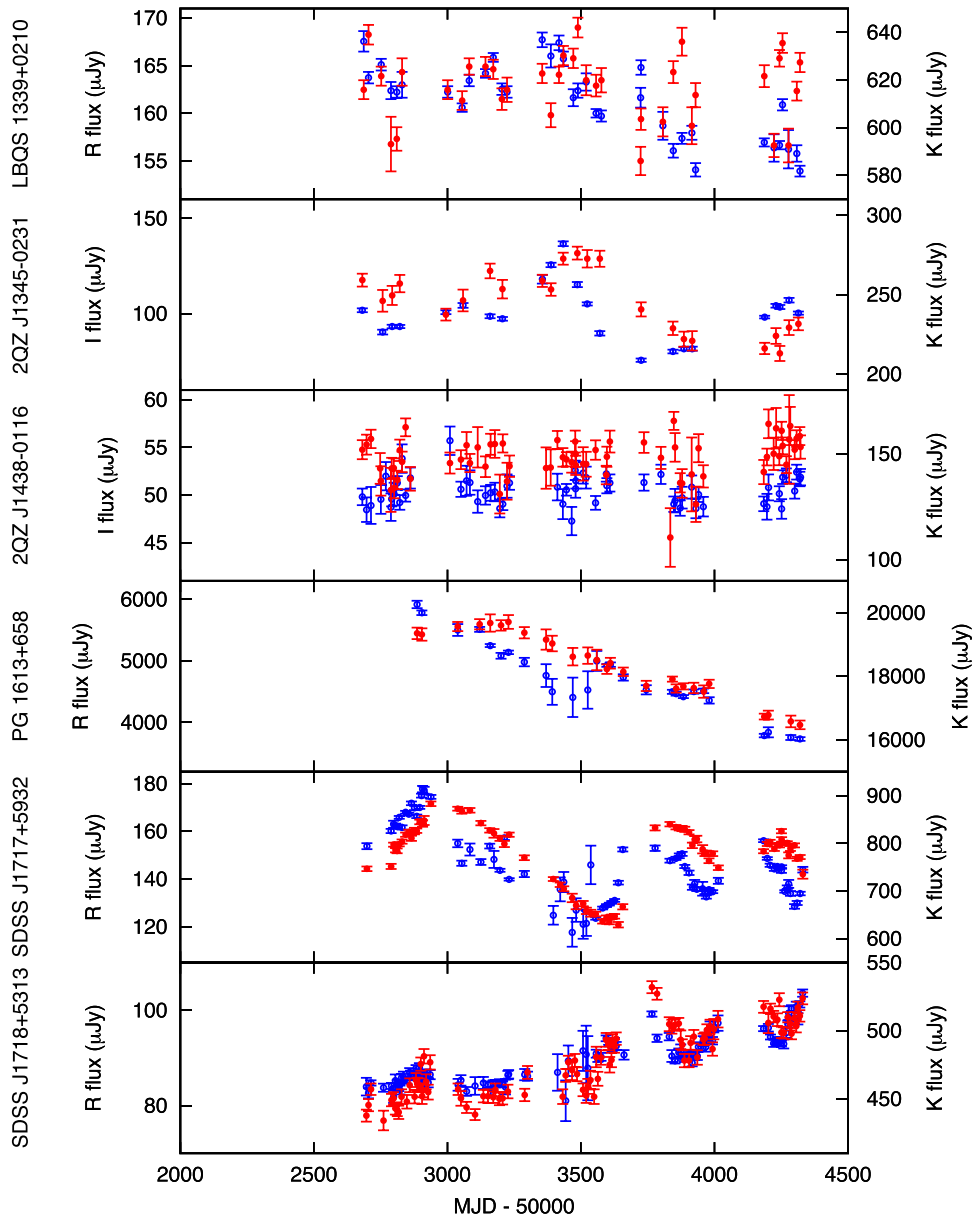 LBQS 1339+0210
R flux (μJy)
170
165
160
155
640
620
600
580
K flux (μJy)
2QZ J1345-0231
I flux (μJy)
150
100
300
250
200
K flux (μJy)
2QZ J1438-0116
I flux (μJy)
60
55
50
45
150
100
K flux (μJy)
PG 1613+658
R flux (μJy)
6000
5000
4000
20000
18000
16000
K flux (μJy)
SDSS J1717+5932
R flux (μJy)
180
160
140
120
900
800
700
600
K flux (μJy)
SDSS J1718+5313
R flux (μJy)
100
80
550
500
450
K flux (μJy)
2000 2500 3000 3500 4000 4500
MJD - 50000